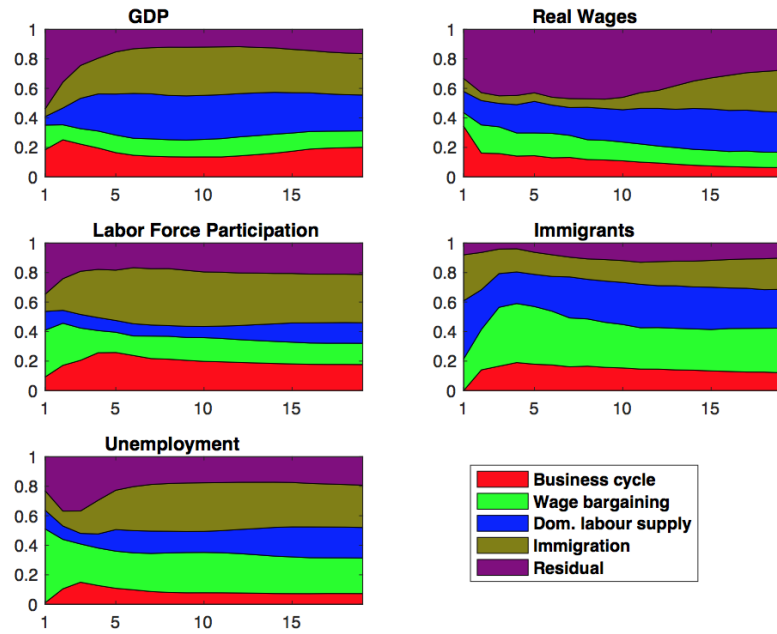 GDP
1
0.8
0.6
0.4
0.2
0
1 5 10 15
Real Wages
1
0.8
0.6
0.4
0.2
0
1 5 10 15
Labor Force Participation
1
0.8
0.6
0.4
0.2
0
1 5 10 15
Immigrants
1
0.8
0.6
0.4
0.2
0
1 5 10 15
Unemployment
1
0.8
0.6
0.4
0.2
0
1 5 10 15
Business cycle
Wage bargaining
Dom. labour supply
Immigration
Residual